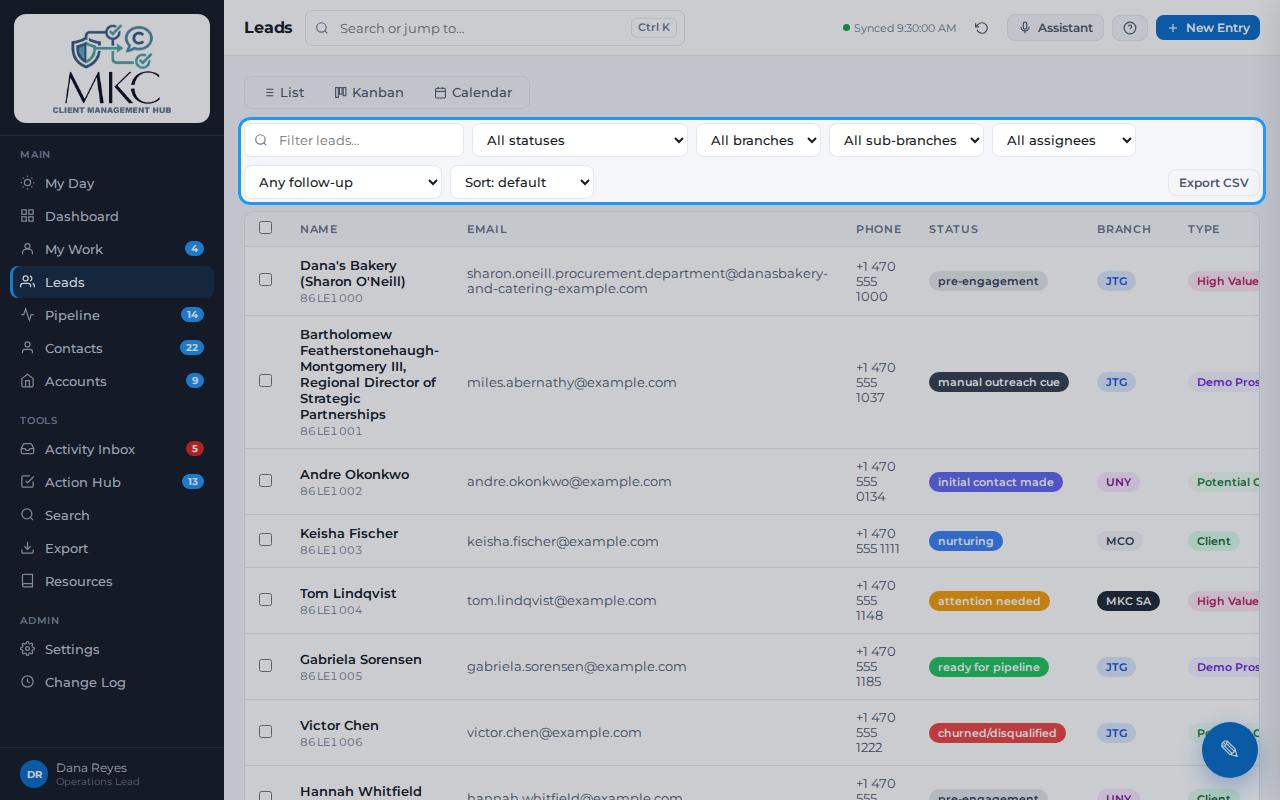 MKC
CLIENT MANAGEMENT HUB
Leads
Search or jump to...
Ctrl K
Synced 9:30:00 AM
Assistant
New Entry
MAIN
My Day
Dashboard
My Work 4
Leads
Pipeline 14
Contacts 22
Accounts 9
TOOLS
Activity Inbox 5
Action Hub 13
Search
Export
Resources
ADMIN
Settings
Change Log
DR
Dana Reyes
Operations Lead
List
Kanban
Calendar
Filter leads...
All statuses
All branches
All sub-branches
All assignees
Any follow-up
Sort: default
Export CSV
NAME EMAIL PHONE STATUS BRANCH TYPE
Dana's Bakery
(Sharon O'Neill)
86LE1000
sharon.oneill.procurement.department@danasbakery-
and-catering-example.com
+1 470
555
1000
pre-engagement
JTG
High Value
Bartholomew
Featherstonehaugh-
Montgomery III,
Regional Director of
Strategic
Partnerships
86LE1001
miles.abernathy@example.com
+1 470
555
1037
manual outreach cue
JTG
Demo Pros
Andre Okonkwo
86LE1002
andre.okonkwo@example.com
+1 470
555
0134
initial contact made
UNY
Potential C
Keisha Fischer
86LE1003
keisha.fischer@example.com
+1 470
555 1111
nurturing
MCO
Client
Tom Lindqvist
86LE1004
tom.lindqvist@example.com
+1 470
555
1148
attention needed
MKC SA
High Value
Gabriela Sorensen
86LE1005
gabriela.sorensen@example.com
+1 470
555
1185
ready for pipeline
JTG
Demo Pros
Victor Chen
86LE1006
victor.chen@example.com
+1 470
555
1222
churned/disqualified
JTG
Hannah Whitfield
hannah.whitfield@example.com
+1 470
555
pre-engagement
UNY
Client